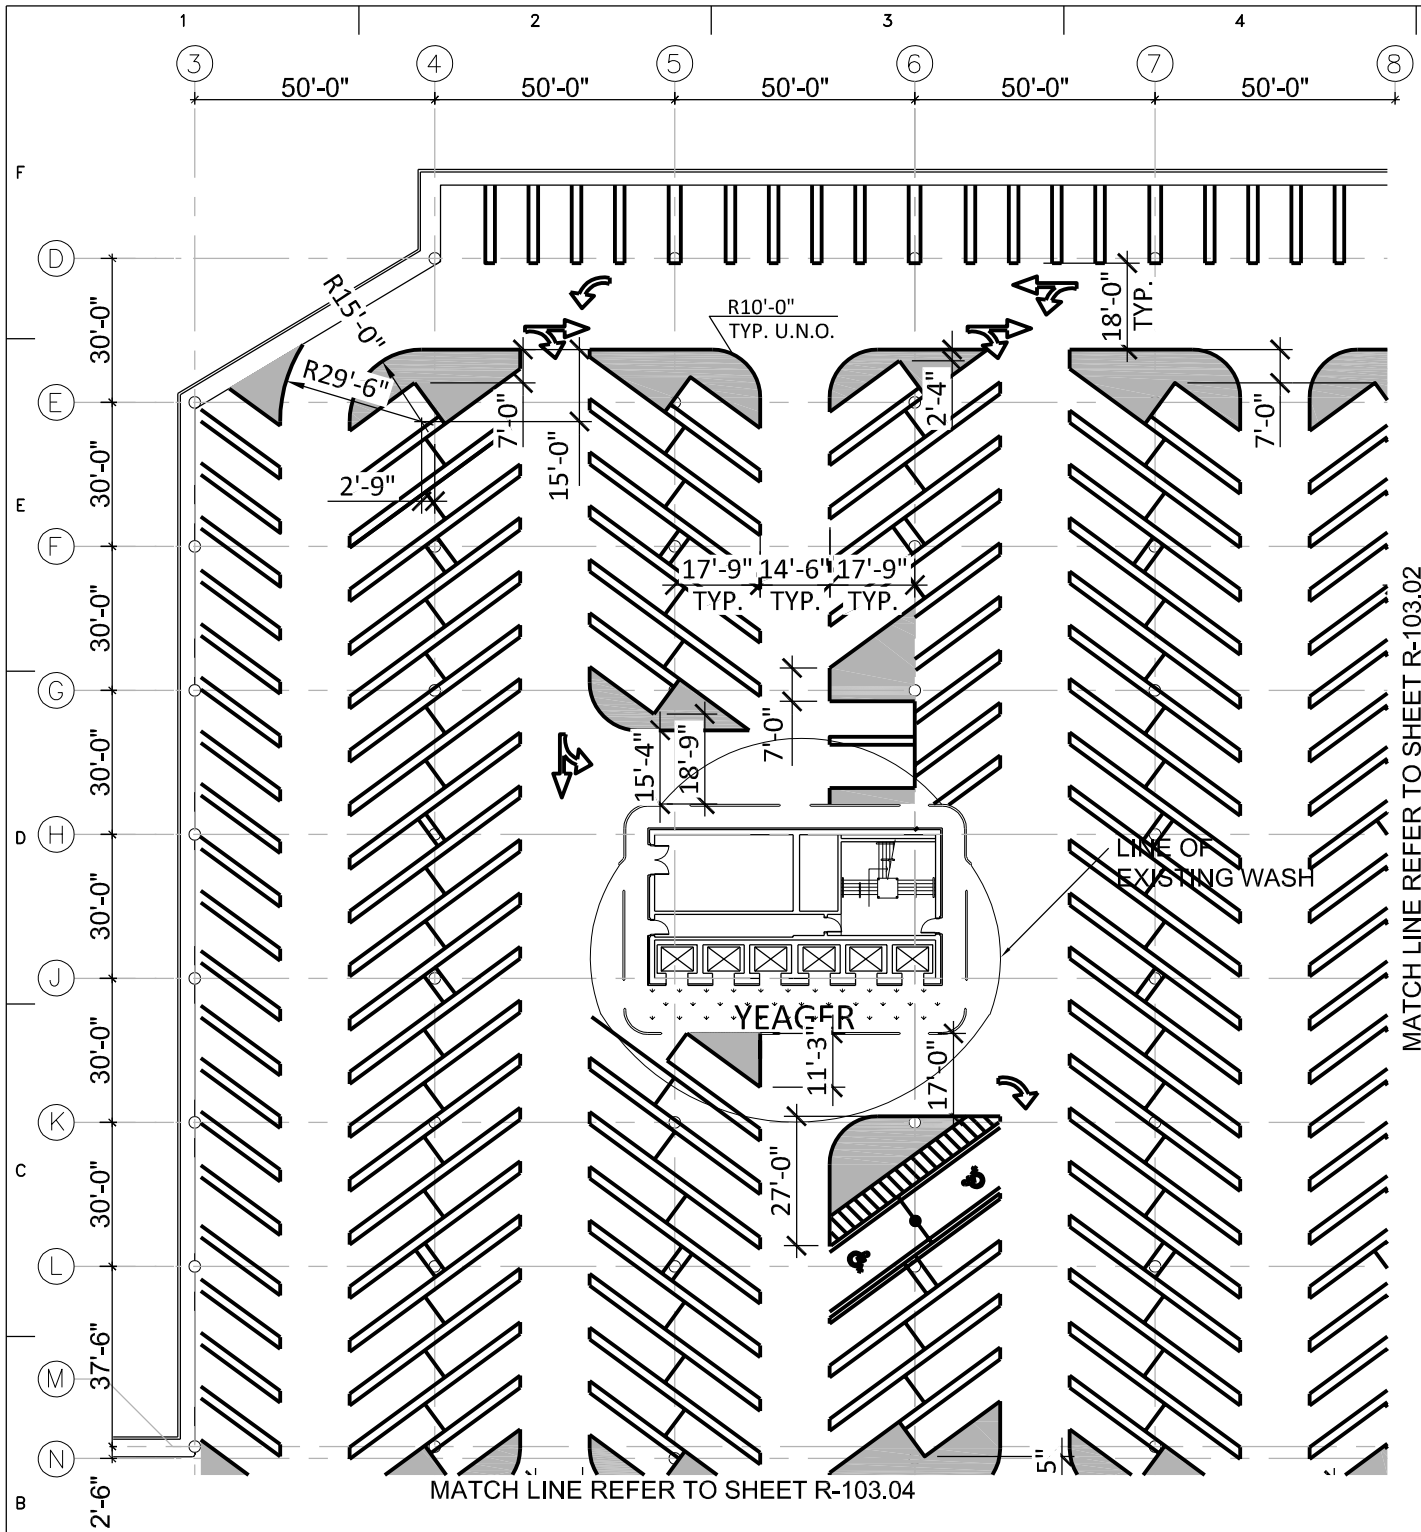 1 2 3 4
3 4 5 6 7 8
50'-0" 50'-0" 50'-0" 50'-0" 50'-0"
F
D
R15'-0"
R10'-0"
TYP. U.N.O.
18'-0"
TYP.
30'-0"
R29'-6"
2'-4"
E
7'-0"
7'-0"
15'-0"
30'-0"
2'-9"
E
F
17'-9" 14'-6" 17'-9"
TYP. TYP. TYP.
30'-0"
G
7'-0"
15'-4"
18'-9"
30'-0"
D
H
LINE OF
EXISTING WASH
30'-0"
J
YEAGER
11'-3"
17'-0"
30'-0"
K
C
27'-0"
30'-0"
L
37'-6"
M
N
5"
2'-6"
B
MATCH LINE REFER TO SHEET R-103.04
MATCH LINE REFER TO SHEET R-103.02